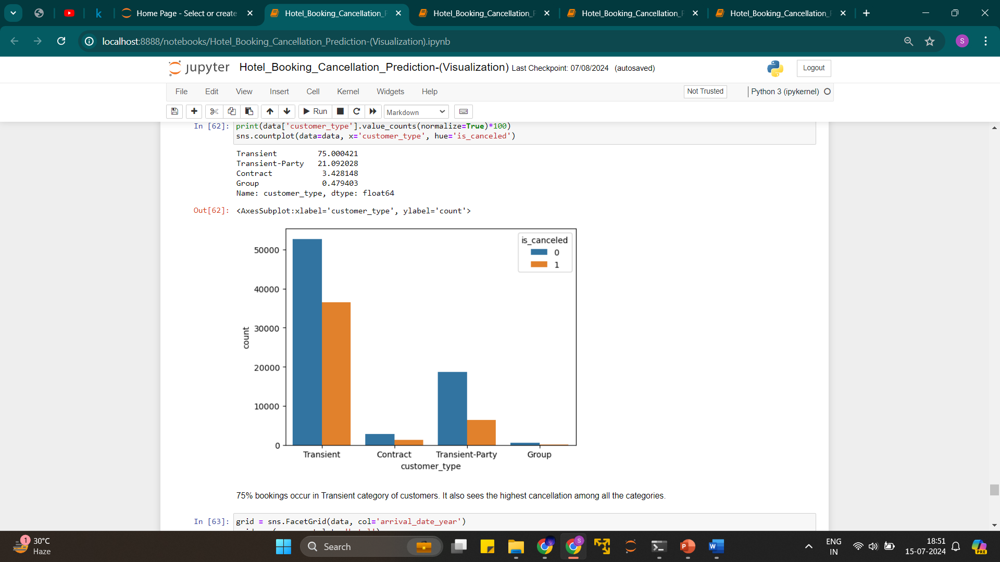 Home Page - Select or create
Hotel_Booking_Cancellation_P
Hotel_Booking_Cancellation_P
Hotel_Booking_Cancellation_P
Hotel_Booking_Cancellation_P
localhost:8888/notebooks/Hotel_Booking_Cancellation_Prediction-(Visualization).ipynb
S
jupyter Hotel_Booking_Cancellation_Prediction-(Visualization) Last Checkpoint: 07/08/2024 (autosaved)
Logout
File Edit View Insert Cell Kernel Widgets Help
Not Trusted
Python 3 (ipykernel)
Run
Markdown
In [62]: print(data['customer_type'].value_counts(normalize=True)*100)
sns.countplot(data=data, x='customer_type', hue='is_canceled')
Transient 75.000421
Transient-Party 21.092028
Contract 3.428148
Group 0.479403
Name: customer_type, dtype: float64
Out[62]: <AxesSubplot:xlabel='customer_type', ylabel='count'>
is_canceled
0
1
50000
40000
30000
20000
10000
0
count
Transient Contract Transient-Party Group
customer_type
75% bookings occur in Transient category of customers. It also sees the highest cancellation among all the categories.
In [63]: grid = sns.FacetGrid(data, col='arrival_date_year')
1
30°C
Haze
Search
S
ENG
IN
18:51
15-07-2024
PRE